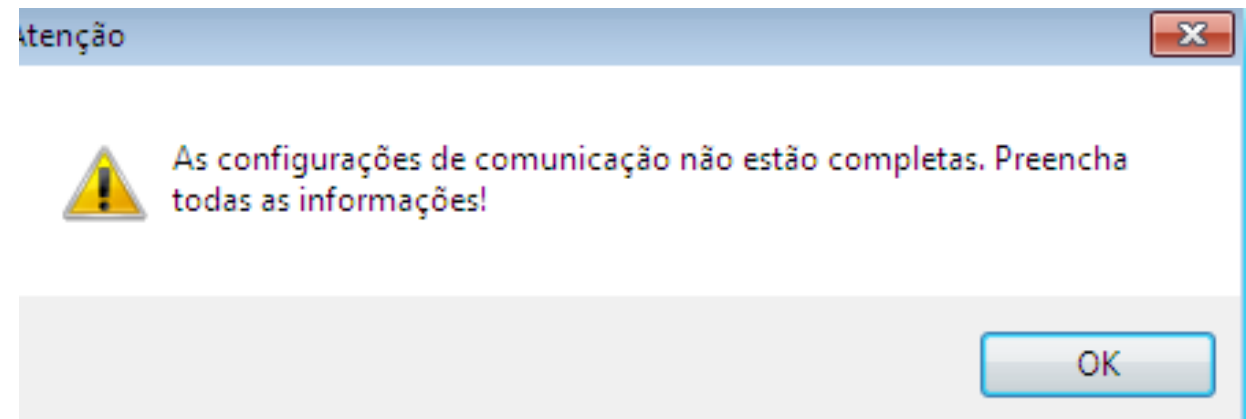 Atenção
As configurações de comunicação não estão completas. Preencha
todas as informações!
OK